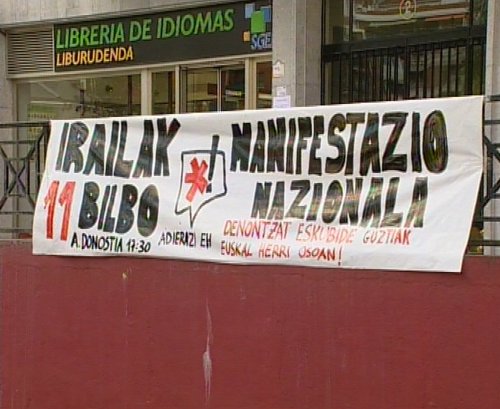 LIBRERIA DE IDIOMAS
LIBURUDENDA
SGEL
IRAILAK
11 BILBO
A.DONOSTIA 17:30
ADIERAZI EH
*!
MANIFESTAZIO
NAZIONALA
DENONTZAT ESKUBIDE GUZTIAK
EUSKAL HERRI OSOAN!